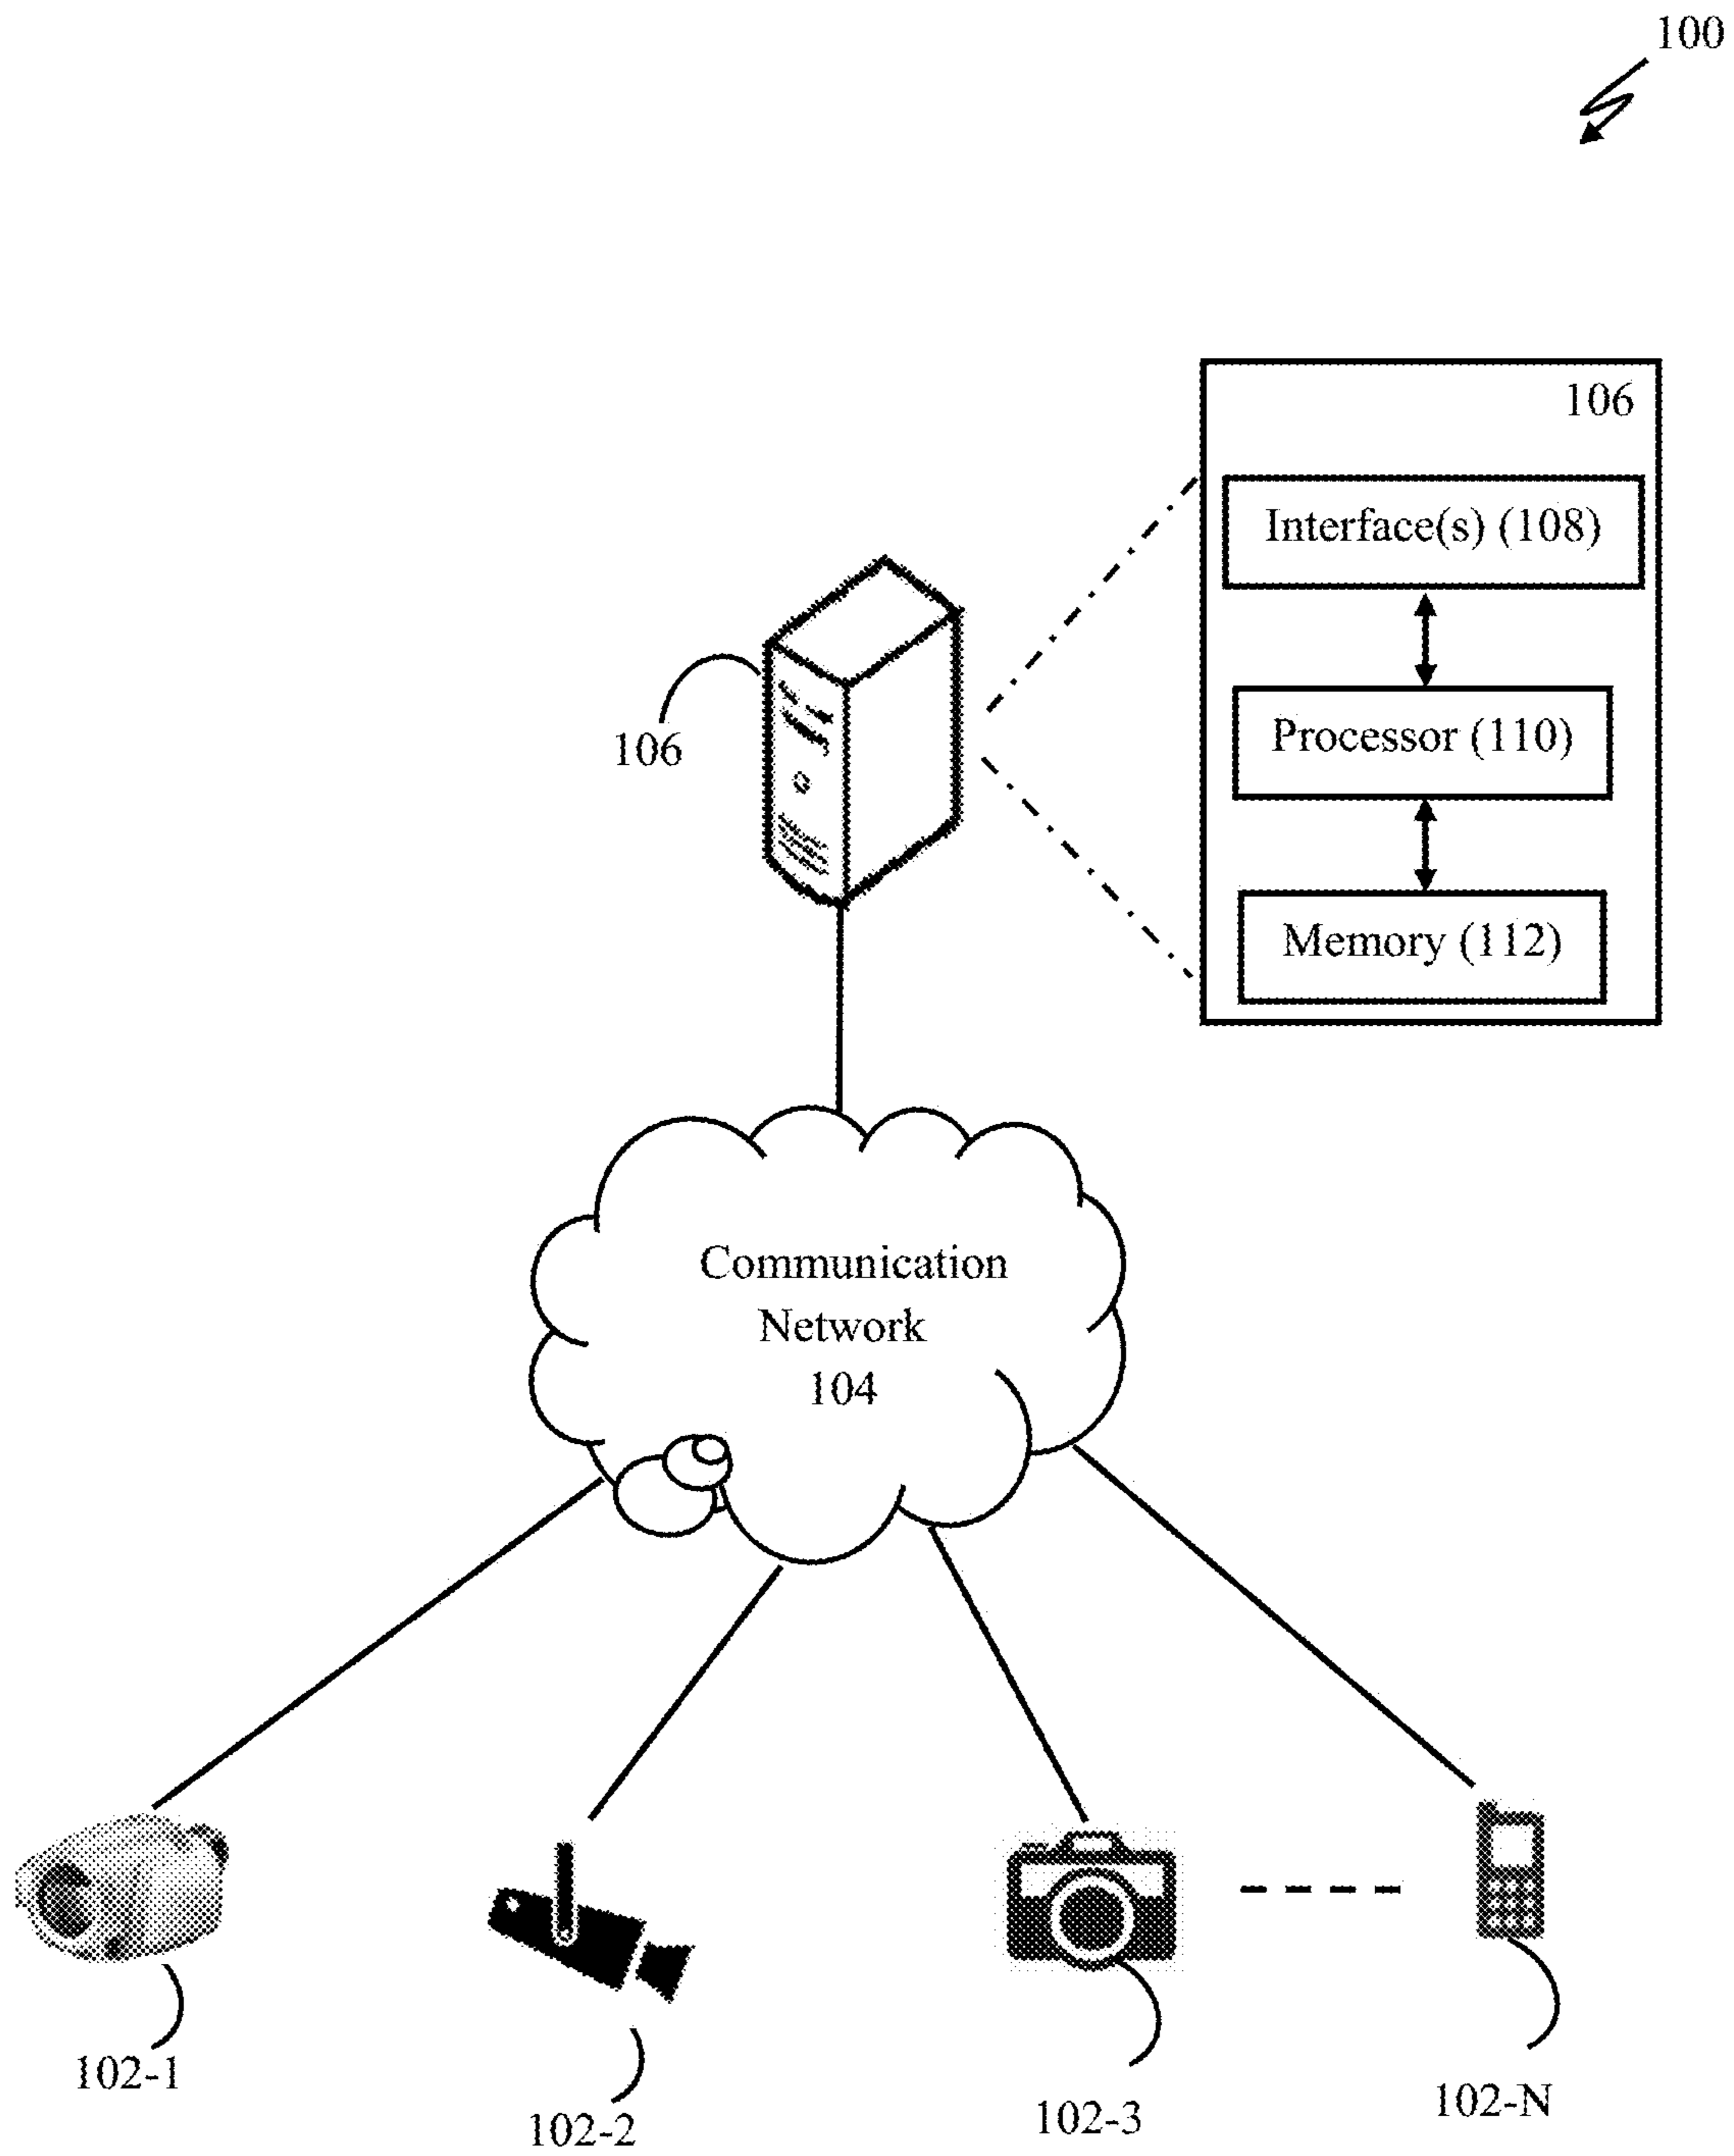 100
106
Interface(s) (108)
Processor (110)
Memory (112)
106
Communication
Network
104
102-1
102-2
102-3
102-N